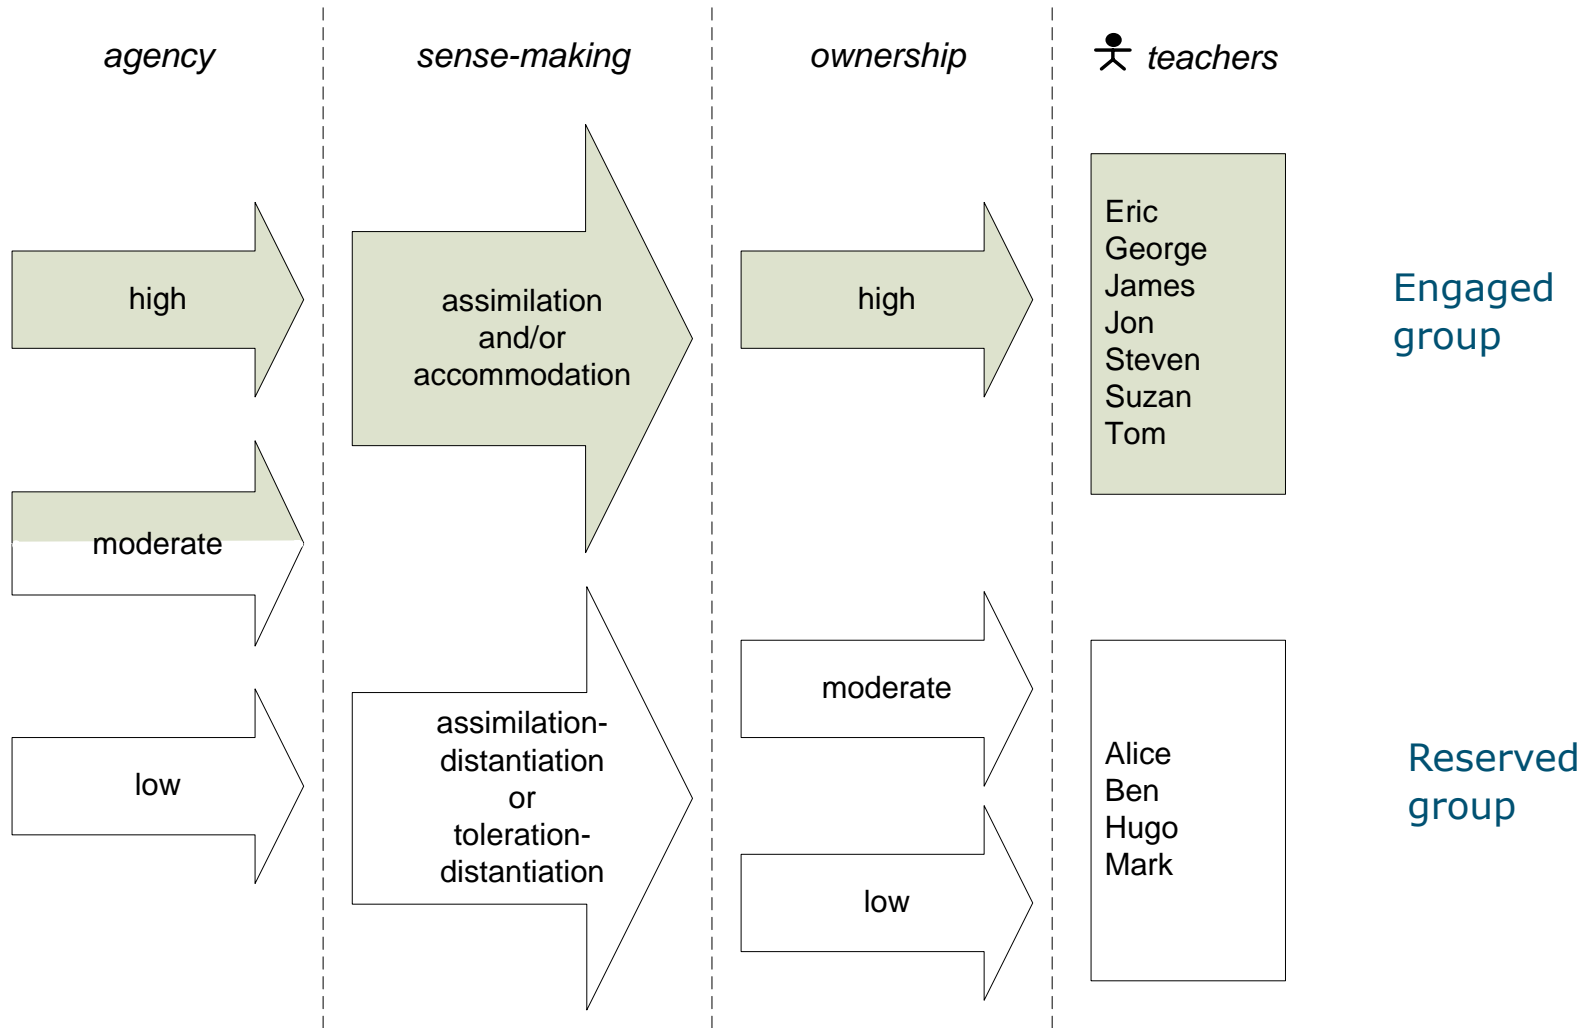 agency
sense-making
ownership
teachers
high
assimilation
and/or
accommodation
high
Eric
George
James
Jon
Steven
Suzan
Tom
Engaged
group
moderate
low
assimilation-
distantiation
or
toleration-
distantiation
moderate
low
Alice
Ben
Hugo
Mark
Reserved
group